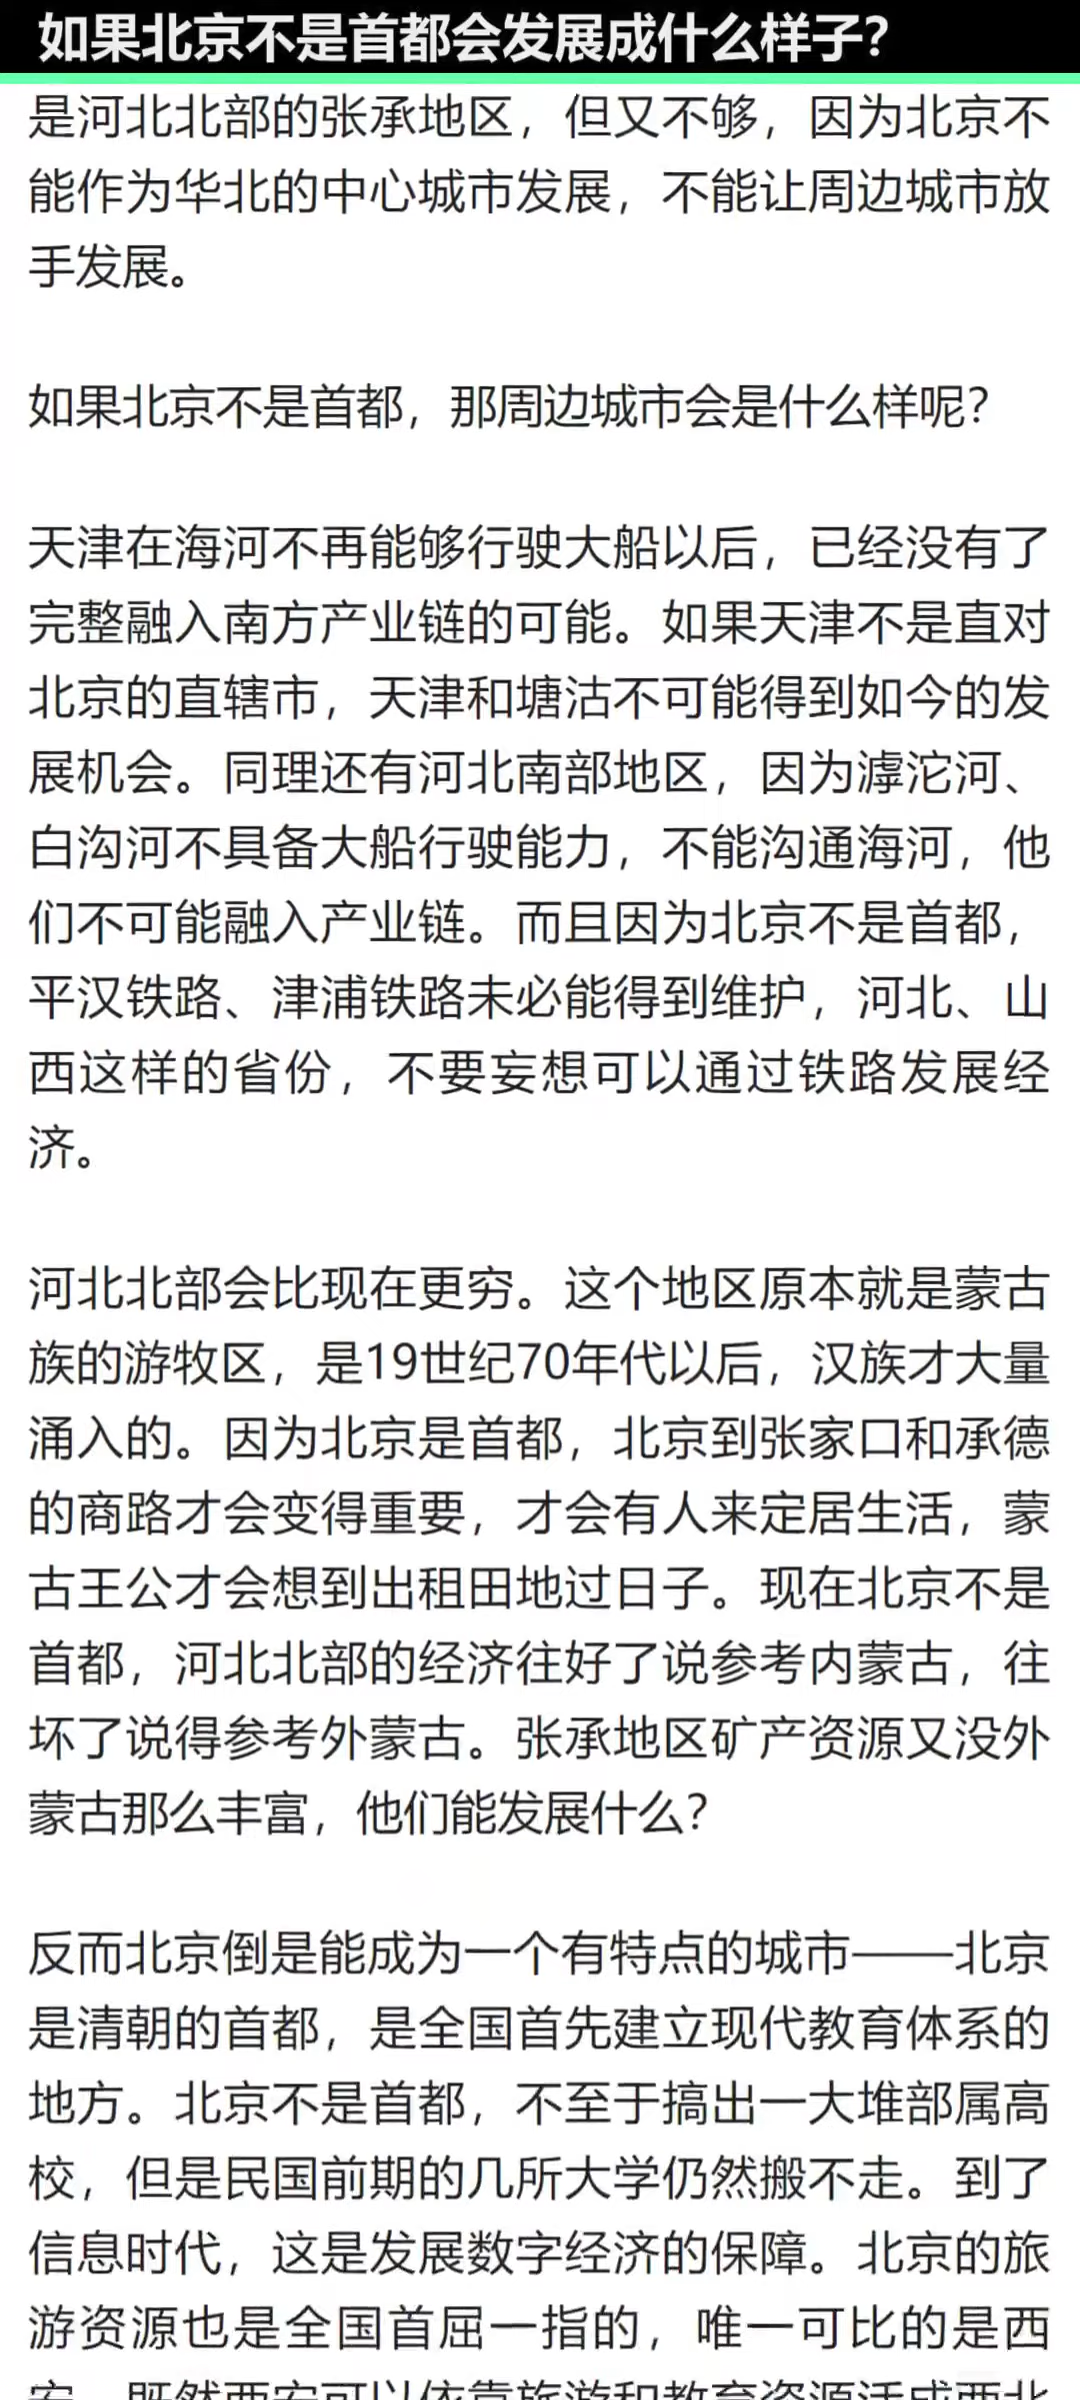 如果北京不是首都会发展成什么样子？
是河北北部的张承地区，但又不够，因为北京不
能作为华北的中心城市发展，不能让周边城市放
手发展。
如果北京不是首都，那周边城市会是什么样呢？
天津在海河不再能够行驶大船以后，已经没有了
完整融入南方产业链的可能。如果天津不是直对
北京的直辖市，天津和塘沽不可能得到如今的发
展机会。同理还有河北南部地区，因为滹沱河、
白沟河不具备大船行驶能力，不能沟通海河，他
们不可能融入产业链。而且因为北京不是首都，
平汉铁路、津浦铁路未必能得到维护，河北、山
西这样的省份，不要妄想可以通过铁路发展经
济。
河北北部会比现在更穷。这个地区原本就是蒙古
族的游牧区，是19世纪70年代以后，汉族才大量
涌入的。因为北京是首都，北京到张家口和承德
的商路才会变得重要，才会有人来定居生活，蒙
古王公才会想到出租田地过日子。现在北京不是
首都，河北北部的经济往好了说参考内蒙古，往
坏了说得参考外蒙古。张承地区矿产资源又没外
蒙古那么丰富，他们能发展什么？
反而北京倒是能成为一个有特点的城市——北京
是清朝的首都，是全国首先建立现代教育体系的
地方。北京不是首都，不至于搞出一大堆部属高
校，但是民国前期的几所大学仍然搬不走。到了
信息时代，这是发展数字经济的保障。北京的旅
游资源也是全国首屈一指的，唯一可比的是西
安，既然西安可以依靠旅游和教育资源活成西北